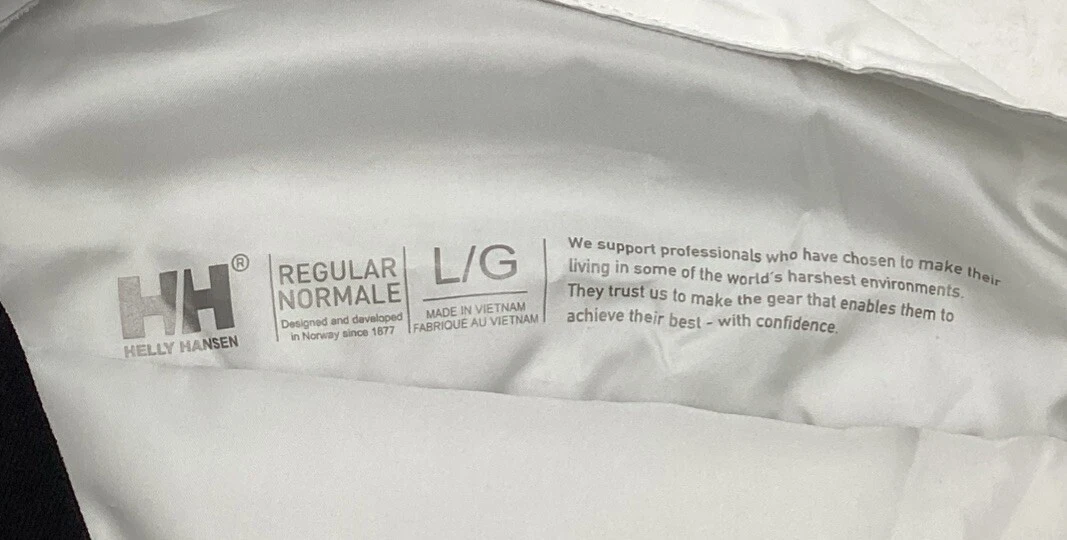 H/H®
HELLY HANSEN
REGULAR
NORMALE
Designed and developed
in Norway since 1877
L/G
MADE IN VIETNAM
FABRIQUÉ AU VIETNAM
We support professionals who have chosen to make their
living in some of the world's harshest environments.
They trust us to make the gear that enables them to
achieve their best - with confidence.